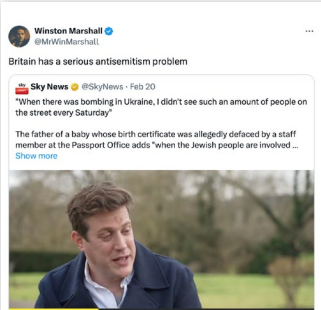 Winston Marshall
@MrWinMarshall
Britain has a serious antisemitism problem
sky news Sky News @SkyNews · Feb 20
"When there was bombing in Ukraine, I didn't see such an amount of people on
the street every Saturday"
The father of a baby whose birth certificate was allegedly defaced by a staff
member at the Passport Office adds "when the Jewish people are involved ...
Show more